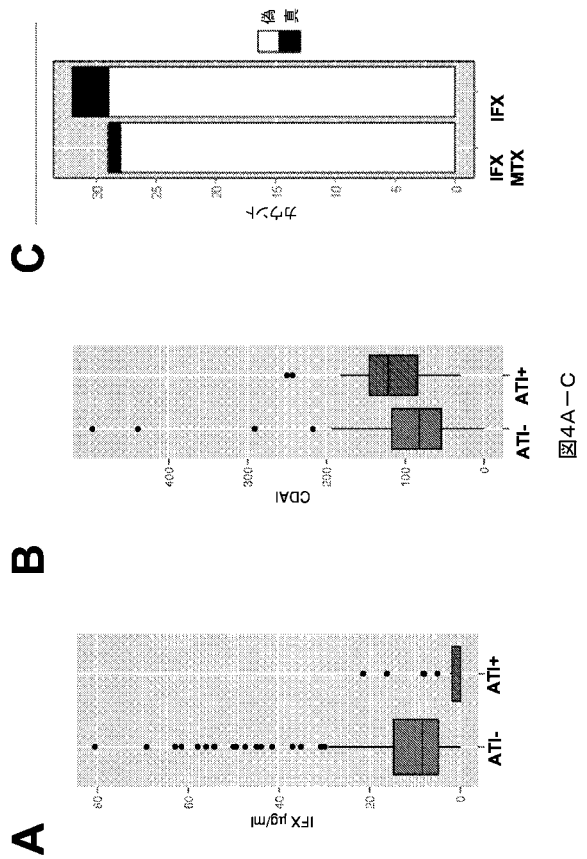 A
IFX µg/ml
80
60
40
20
0
ATI-
ATI+
B
CDAI
400
300
200
100
0
ATI-
ATI+
C
カウント
30
25
20
15
10
5
0
IFX
MTX
IFX
偽
真
図4A-C